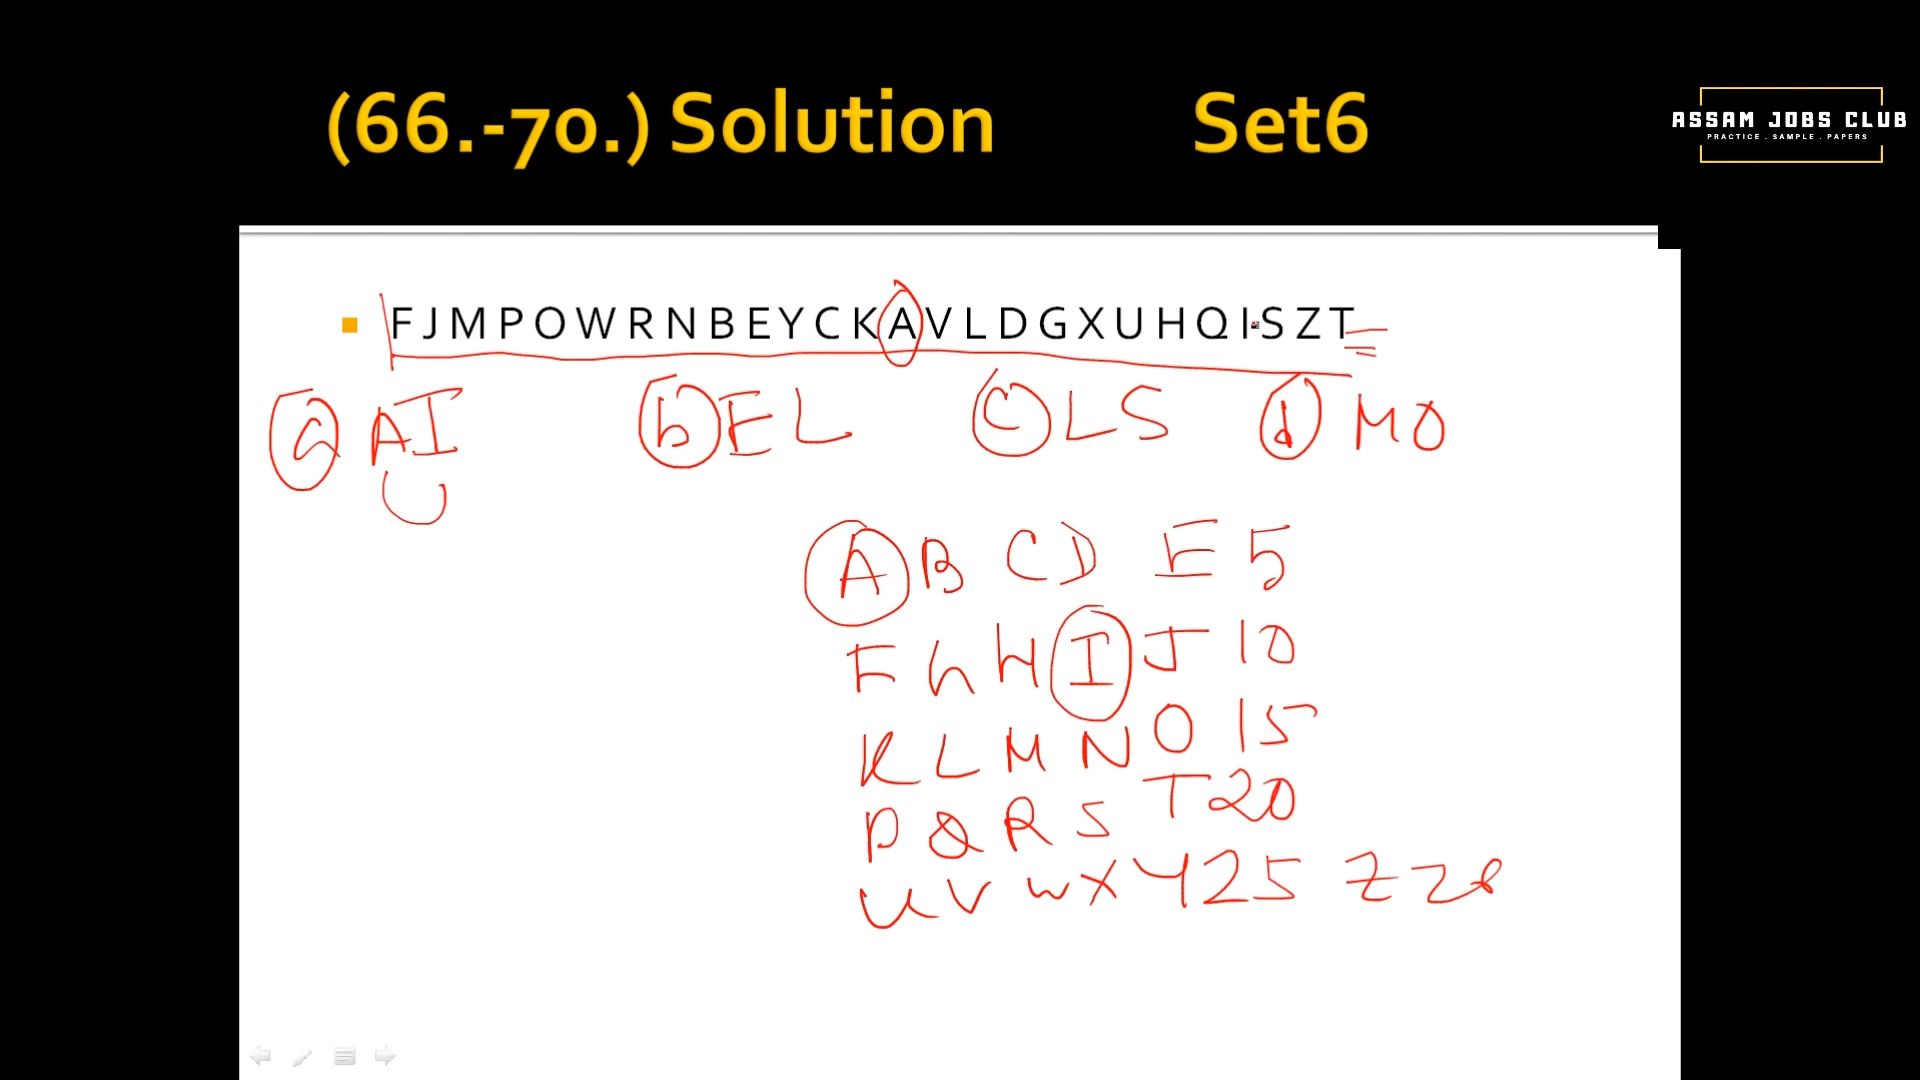 (66.-70.) Solution Set6
ASSAM JOBS CLUB
PRACTICE . SAMPLE . PAPERS
F J M P O W R N B E Y C K A V L D G X U H Q I S Z T
a AI b EL c LS d MO
A B C D E 5
F G H I J 10
K L M N O 15
P Q R S T 20
U V W X Y 25 Z 26